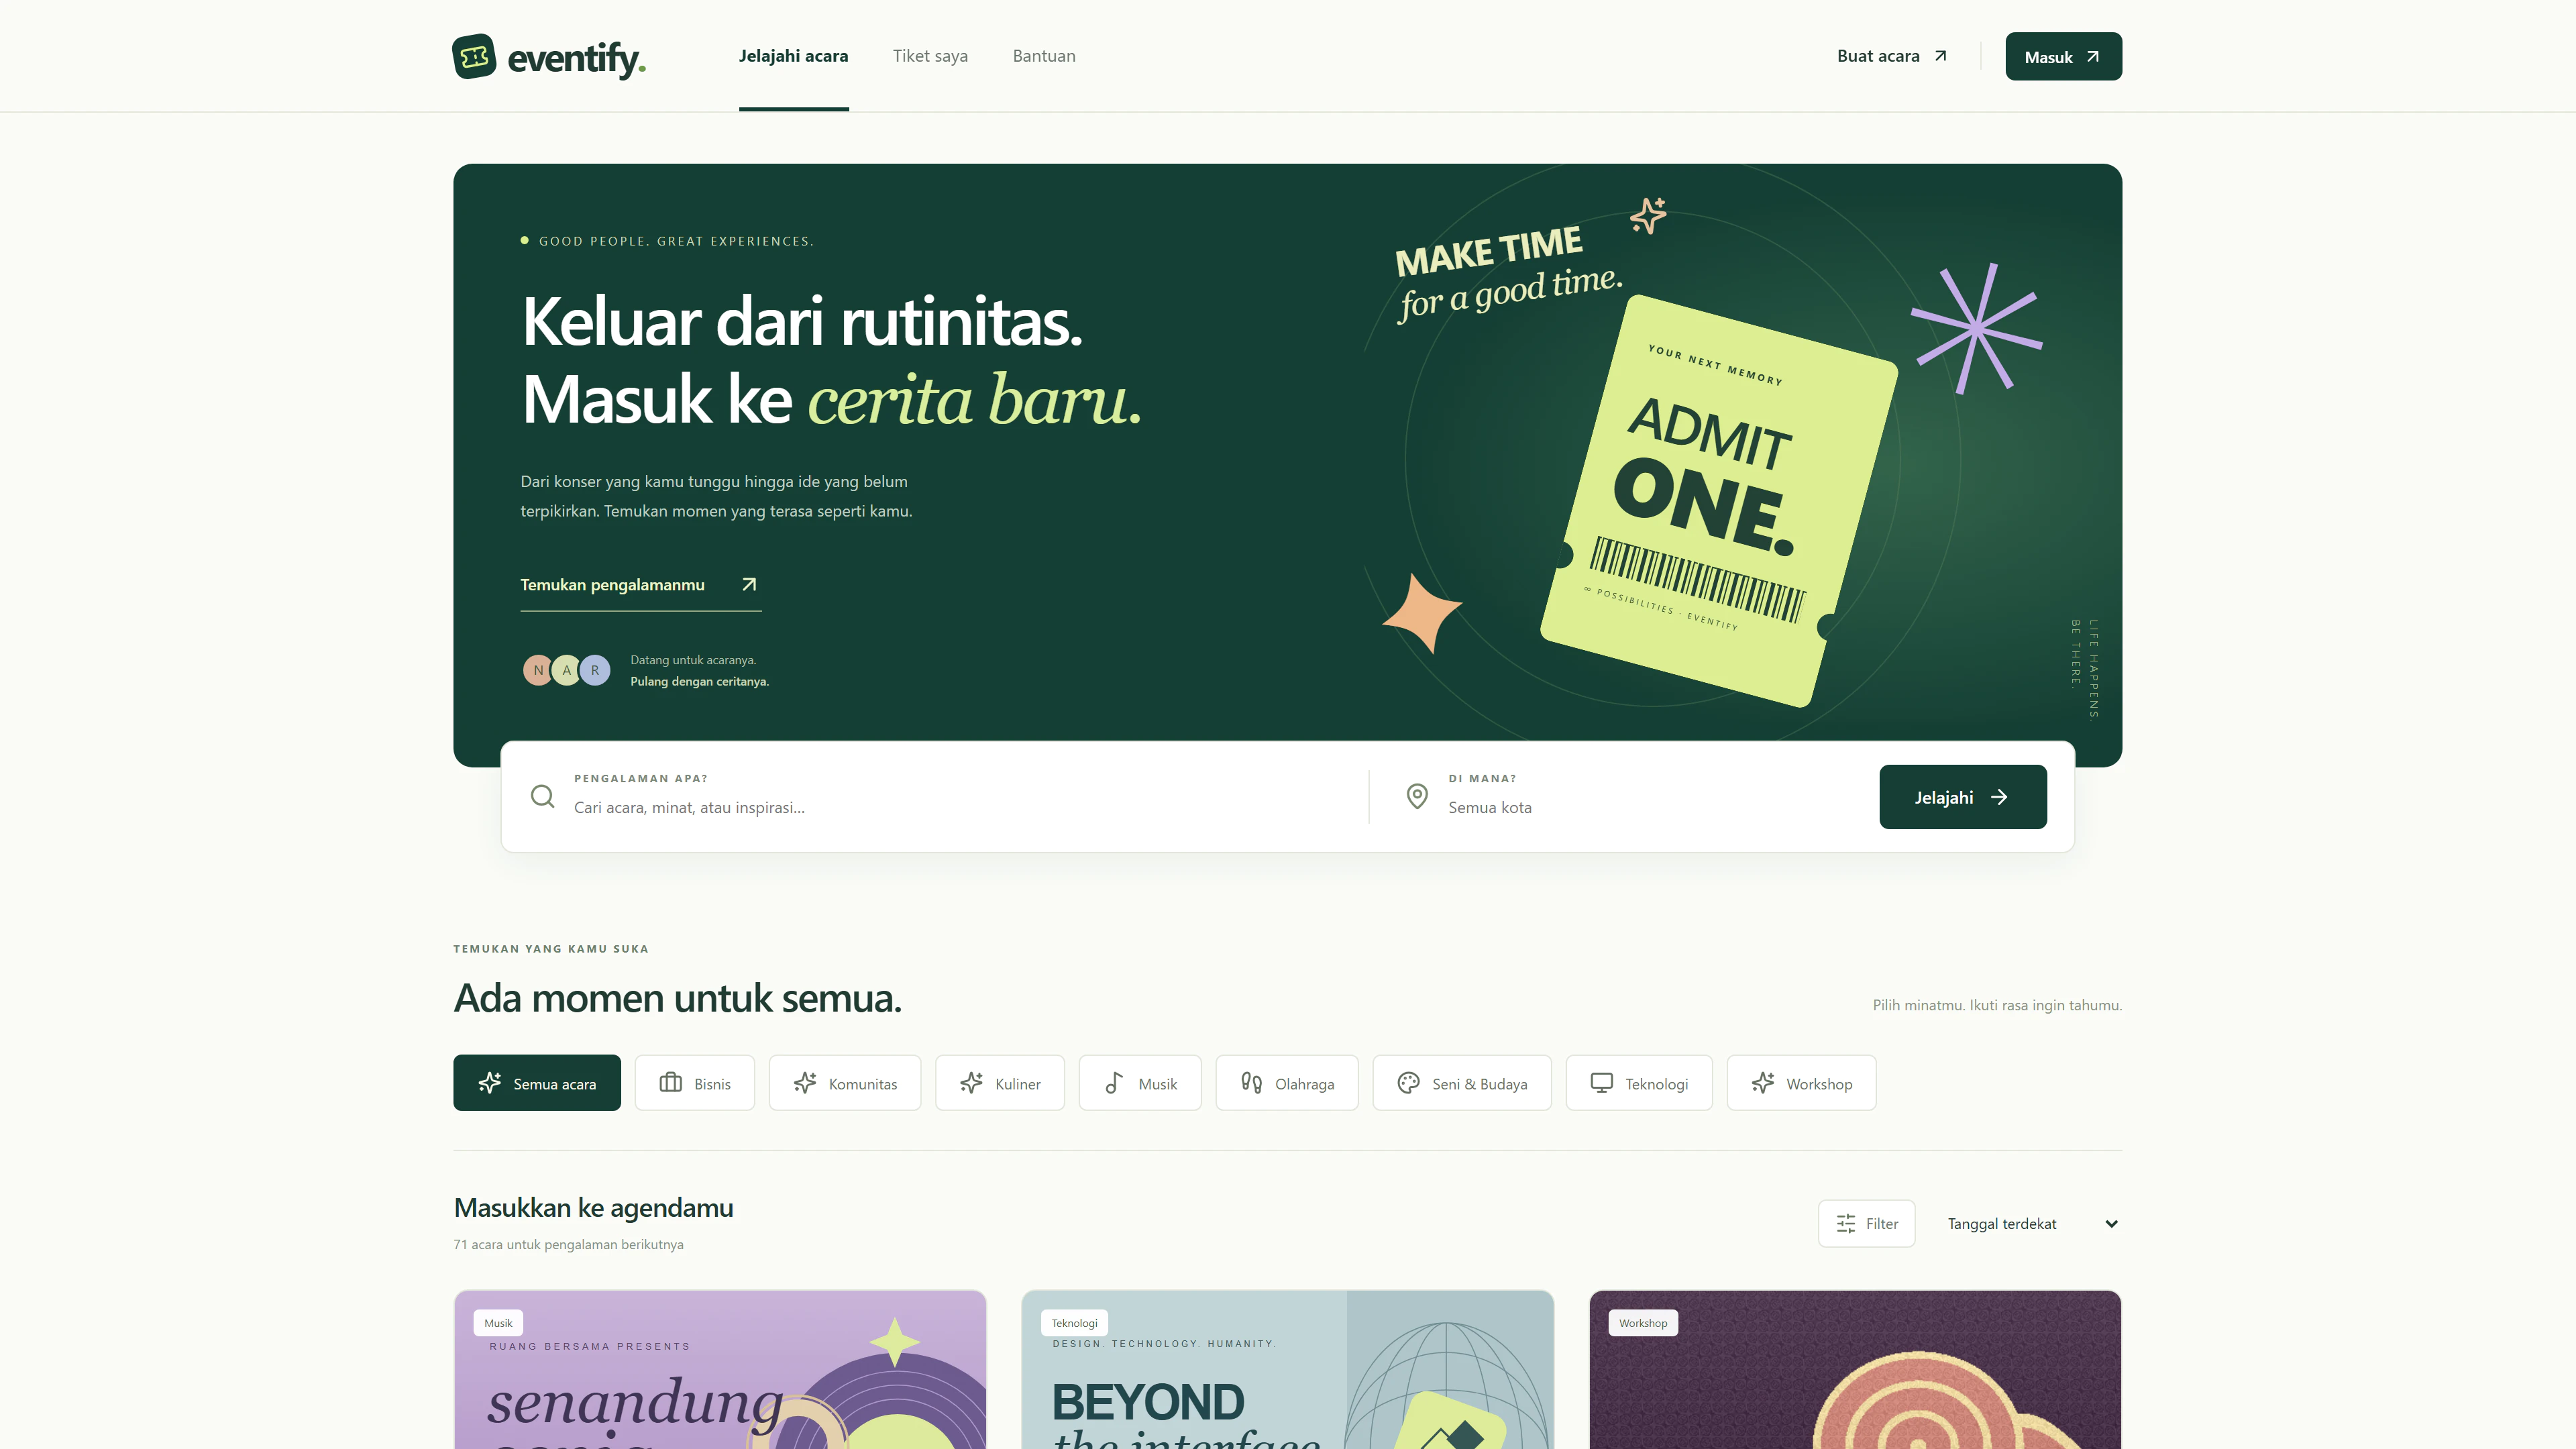 eventify.
Jelajahi acara
Tiket saya
Bantuan
Buat acara
Masuk
GOOD PEOPLE. GREAT EXPERIENCES.
Keluar dari rutinitas.
Masuk ke cerita baru.
Dari konser yang kamu tunggu hingga ide yang belum
terpikirkan. Temukan momen yang terasa seperti kamu.
Temukan pengalamanmu
N
A
R
Datang untuk acaranya.
Pulang dengan ceritanya.
MAKE TIME
for a good time.
YOUR NEXT MEMORY
ADMIT
ONE.
∞ POSSIBILITIES · EVENTIFY
LIFE HAPPENS.
BE THERE.
PENGALAMAN APA?
Cari acara, minat, atau inspirasi...
DI MANA?
Semua kota
Jelajahi
TEMUKAN YANG KAMU SUKA
Ada momen untuk semua.
Pilih minatmu. Ikuti rasa ingin tahumu.
Semua acara
Bisnis
Komunitas
Kuliner
Musik
Olahraga
Seni & Budaya
Teknologi
Workshop
Masukkan ke agendamu
71 acara untuk pengalaman berikutnya
Filter
Tanggal terdekat
Musik
RUANG BERSAMA PRESENTS
senandung
Teknologi
DESIGN. TECHNOLOGY. HUMANITY.
BEYOND
the interface
Workshop